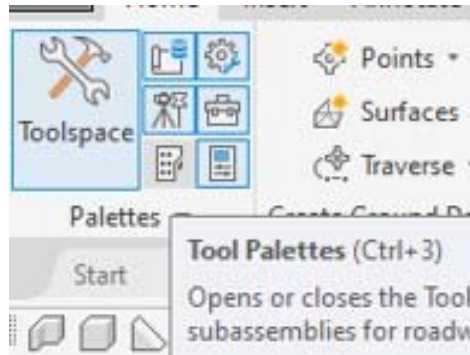 Toolspace
Points
Surfaces
Traverse
Palettes
Start
Tool Palettes (Ctrl+3)
Opens or closes the Tool
subassemblies for roadw